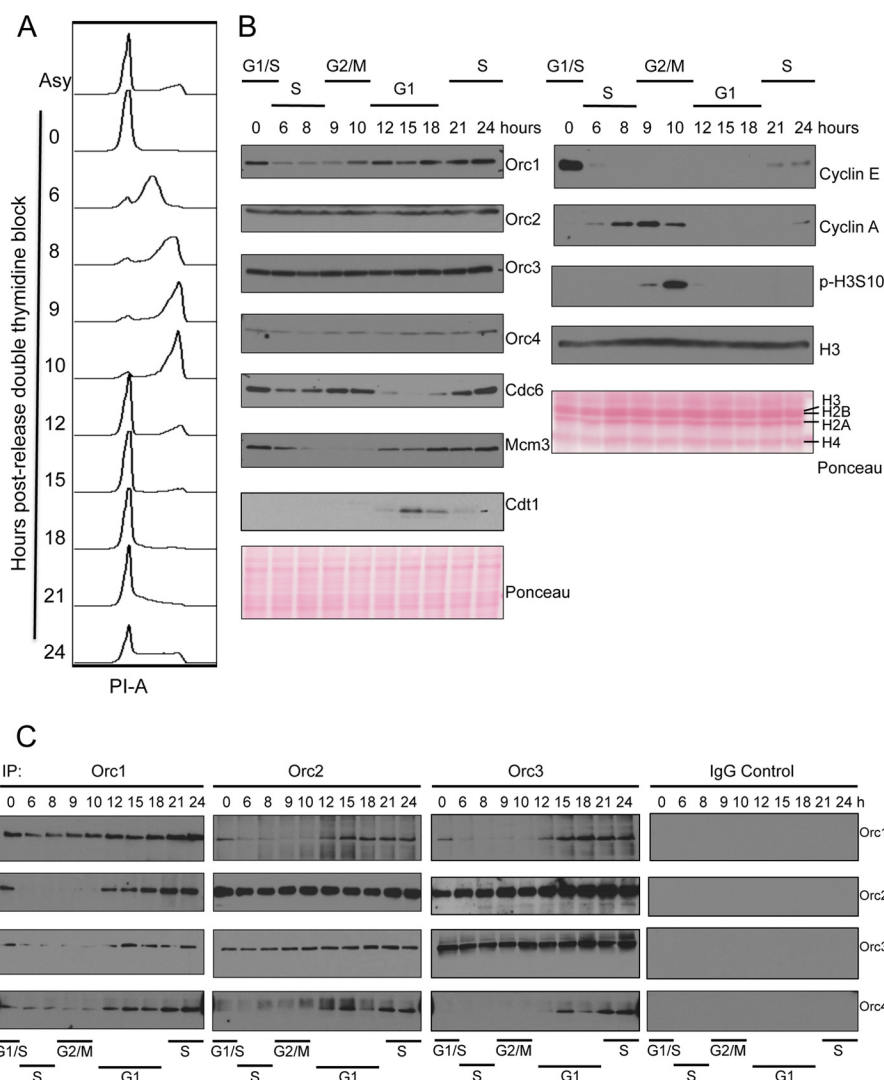 A
Asy
0
6
8
9
10
12
15
18
21
24
Hours post-release double thymidine block
PI-A
B
G1/S G2/M S
S G1
0 6 8 9 10 12 15 18 21 24 hours
Orc1
Orc2
Orc3
Orc4
Cdc6
Mcm3
Cdt1
Ponceau
G1/S G2/M S
S G1
0 6 8 9 10 12 15 18 21 24 hours
Cyclin E
Cyclin A
p-H3S10
H3
H3
H2B
H2A
H4
Ponceau
C
IP: Orc1 Orc2 Orc3 IgG Control
0 6 8 9 10 12 15 18 21 24 0 6 8 9 10 12 15 18 21 24 0 6 8 9 10 12 15 18 21 24 0 6 8 9 10 12 15 18 21 24 h
Orc1
Orc2
Orc3
Orc4
G1/S G2/M S G1/S G2/M S G1/S G2/M S G1/S G2/M S
S G1 S G1 S G1 S G1